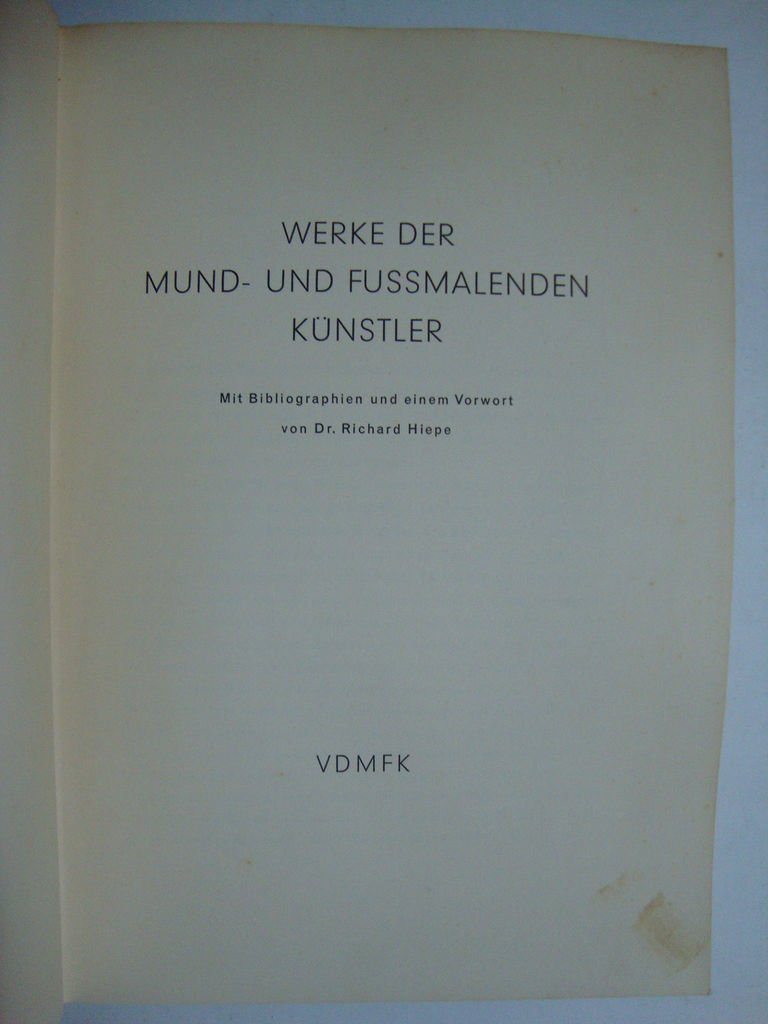 WERKE DER
MUND- UND FUSSMALENDEN
KÜNSTLER
Mit Bibliographien und einem Vorwort
von Dr. Richard Hiepe
VDMFK